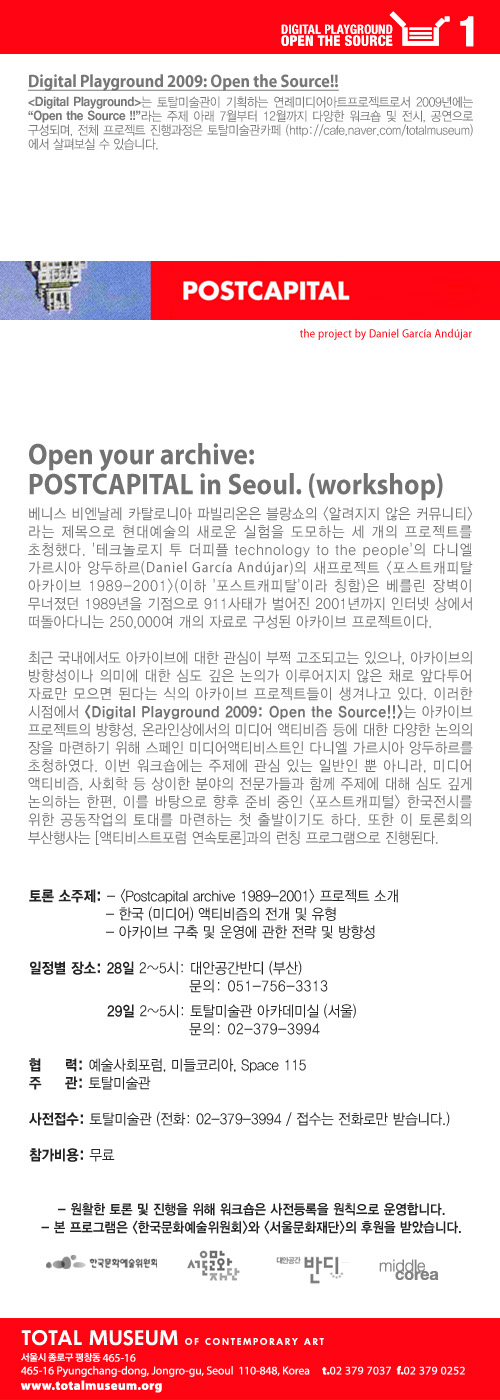 DIGITAL PLAYGROUND
OPEN THE SOURCE 1
Digital Playground 2009: Open the Source!!
<Digital Playground>는 토탈미술관이 기획하는 연례미디어아트프로젝트로서 2009년에는
“Open the Source !!”라는 주제 아래 7월부터 12월까지 다양한 워크숍 및 전시, 공연으로
구성되며, 전체 프로젝트 진행과정은 토탈미술관카페 (http://cafe.naver.com/totalmuseum)
에서 살펴보실 수 있습니다.
POSTCAPITAL
the project by Daniel García Andújar
Open your archive:
POSTCAPITAL in Seoul. (workshop)
베니스 비엔날레 카탈로니아 파빌리온은 블랑쇼의 〈알려지지 않은 커뮤니티〉
라는 제목으로 현대예술의 새로운 실험을 도모하는 세 개의 프로젝트를
초청했다. '테크놀로지 투 더피플 technology to the people'의 다니엘
가르시아 앙두하르(Daniel García Andújar)의 새프로젝트 〈포스트캐피탈
아카이브 1989-2001〉(이하 '포스트캐피탈'이라 칭함)은 베를린 장벽이
무너졌던 1989년을 기점으로 911사태가 벌어진 2001년까지 인터넷 상에서
떠돌아다니는 250,000여 개의 자료로 구성된 아카이브 프로젝트이다.
최근 국내에서도 아카이브에 대한 관심이 부쩍 고조되고는 있으나, 아카이브의
방향성이나 의미에 대한 심도 깊은 논의가 이루어지지 않은 채로 앞다투어
자료만 모으면 된다는 식의 아카이브 프로젝트들이 생겨나고 있다. 이러한
시점에서 〈Digital Playground 2009: Open the Source!!〉는 아카이브
프로젝트의 방향성, 온라인상에서의 미디어 액티비즘 등에 대한 다양한 논의의
장을 마련하기 위해 스페인 미디어액티비스트인 다니엘 가르시아 앙두하르를
초청하였다. 이번 워크숍에는 주제에 관심 있는 일반인 뿐 아니라, 미디어
액티비즘, 사회학 등 상이한 분야의 전문가들과 함께 주제에 대해 심도 깊게
논의하는 한편, 이를 바탕으로 향후 준비 중인 〈포스트캐피털〉 한국전시를
위한 공동작업의 토대를 마련하는 첫 출발이기도 하다. 또한 이 토론회의
부산행사는 [액티비스트포럼 연속토론]과의 런칭 프로그램으로 진행된다.
토론 소주제: - 〈Postcapital archive 1989-2001〉 프로젝트 소개
- 한국 (미디어) 액티비즘의 전개 및 유형
- 아카이브 구축 및 운영에 관한 전략 및 방향성
일정별 장소: 28일 2~5시: 대안공간반디 (부산)
문의: 051-756-3313
29일 2~5시: 토탈미술관 아카데미실 (서울)
문의: 02-379-3994
협 력: 예술사회포럼, 미들코리아, Space 115
주 관: 토탈미술관
사전접수: 토탈미술관 (전화: 02-379-3994 / 접수는 전화로만 받습니다.)
참가비용: 무료
- 원활한 토론 및 진행을 위해 워크숍은 사전등록을 원칙으로 운영합니다.
- 본 프로그램은 〈한국문화예술위원회〉와 〈서울문화재단〉의 후원을 받았습니다.
한국문화예술위원회 서울문화재단 대안공간 반디 middle corea
TOTAL MUSEUM OF CONTEMPORARY ART
서울시 종로구 평창동 465-16
465-16 Pyungchang-dong, Jongro-gu, Seoul 110-848, Korea t.02 379 7037 f.02 379 0252
www.totalmuseum.org